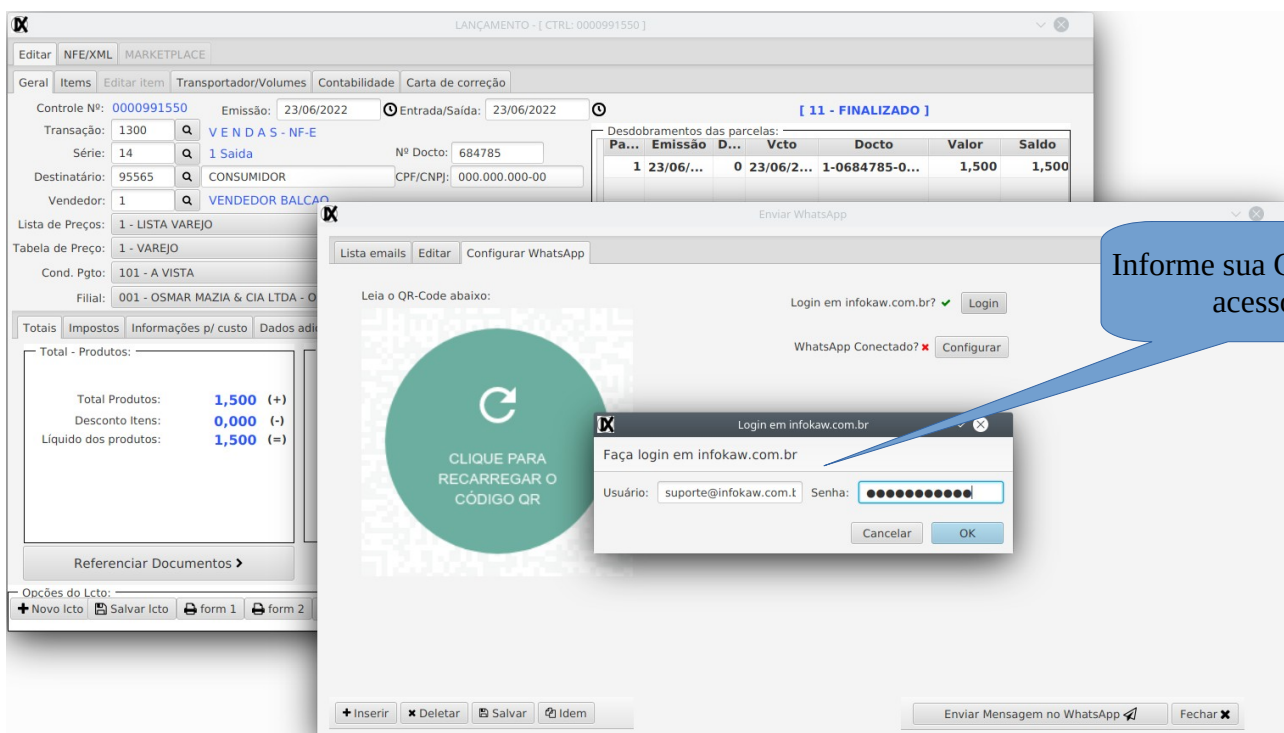 LANÇAMENTO - [ CTRL: 0000991550 ]
Editar NFE/XML MARKETPLACE
Geral Items Editar item Transportador/Volumes Contabilidade Carta de correção
Controle Nº: 0000991550 Emissão: 23/06/2022 Entrada/Saída: 23/06/2022 [ 11 - FINALIZADO ]
Transação: 1300 V E N D A S - NF-E
Desdobramentos das parcelas:
Pa... Emissão D... Vcto Docto Valor Saldo
Série: 14 1 Saida Nº Docto: 684785
1 23/06/... 0 23/06/2... 1-0684785-0... 1,500 1,500
Destinatário: 95565 CONSUMIDOR CPF/CNPJ: 000.000.000-00
Vendedor: 1 VENDEDOR BALCAO
Lista de Preços: 1 - LISTA VAREJO
Tabela de Preço: 1 - VAREJO
Cond. Pgto: 101 - A VISTA
Filial: 001 - OSMAR MAZIA & CIA LTDA - O
Totais Impostos Informações p/ custo Dados adi
Total - Produtos:
Total Produtos: 1,500 (+)
Desconto Itens: 0,000 (-)
Líquido dos produtos: 1,500 (=)
Referenciar Documentos
Opções do Lcto:
Novo lcto Salvar lcto form 1 form 2
Enviar WhatsApp
Lista emails Editar Configurar WhatsApp
Informe sua
acess
Leia o QR-Code abaixo:
Login em infokaw.com.br? Login
WhatsApp Conectado? Configurar
CLIQUE PARA
RECARREGAR O
CÓDIGO QR
Login em infokaw.com.br
Faça login em infokaw.com.br
Usuário: suporte@infokaw.com.b Senha: ●●●●●●●●●●●
Cancelar OK
Inserir Deletar Salvar Idem
Enviar Mensagem no WhatsApp Fechar